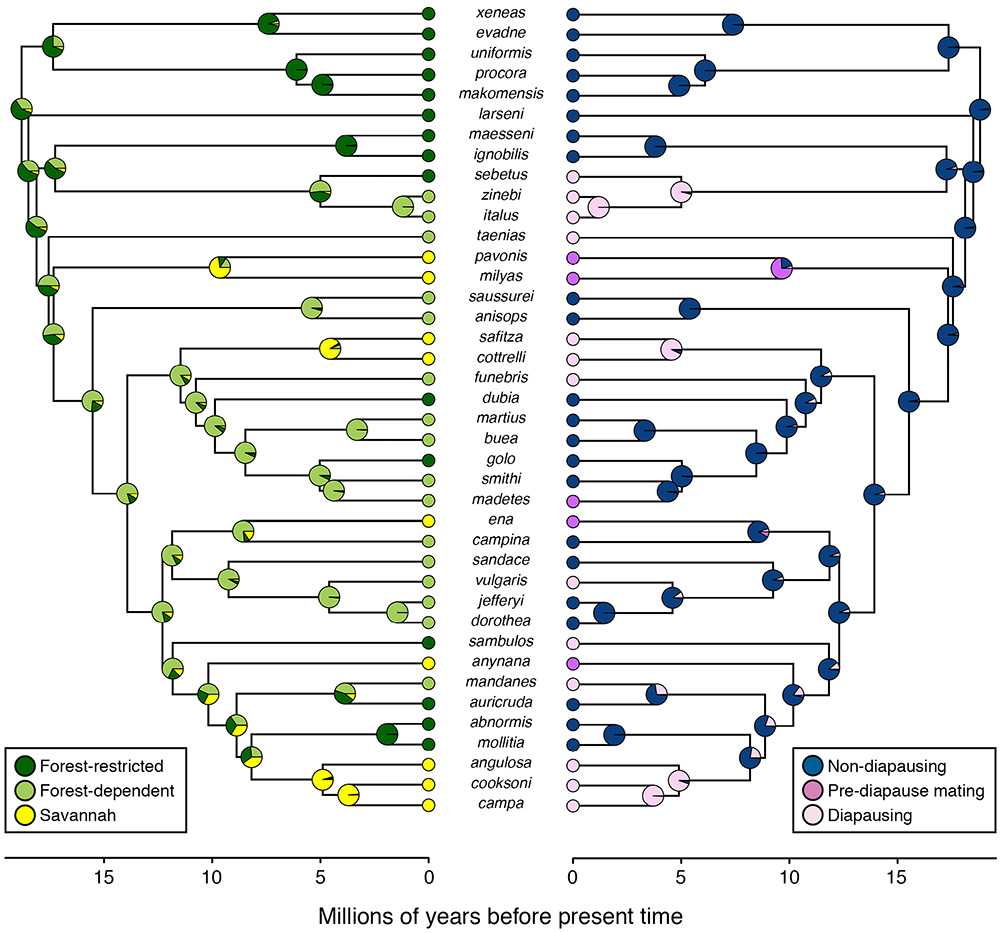 xeneas
evadne
uniformis
procora
makomensis
larseni
maesseni
ignobilis
sebetus
zinebi
italus
taenias
pavonis
milyas
saussurei
anisops
safitza
cottrelli
funebris
dubia
martius
buea
golo
smithi
madetes
ena
campina
sandace
vulgaris
jefferyi
dorothea
sambulos
anynana
mandanes
auricruda
abnormis
mollitia
angulosa
cooksoni
campa
Forest-restricted
Forest-dependent
Savannah
Non-diapausing
Pre-diapause mating
Diapausing
15 10 5 0 0 5 10 15
Millions of years before present time